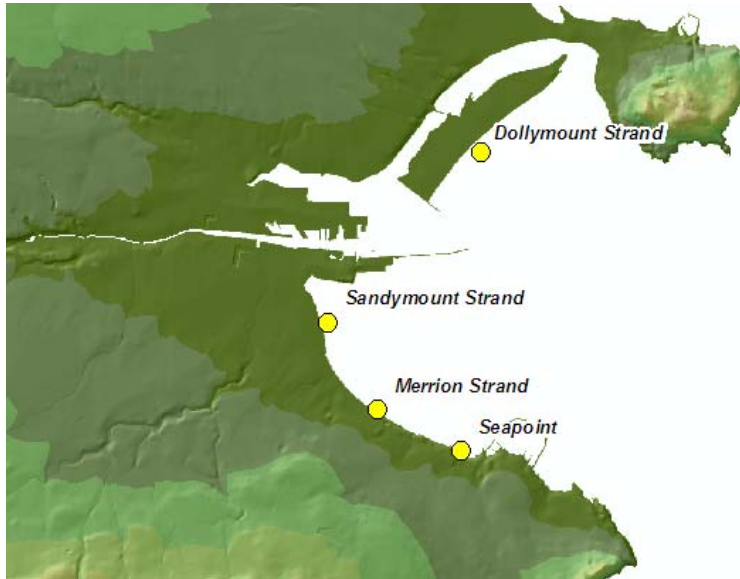 Dollymount Strand
Sandymount Strand
Merrion Strand
Seapoint